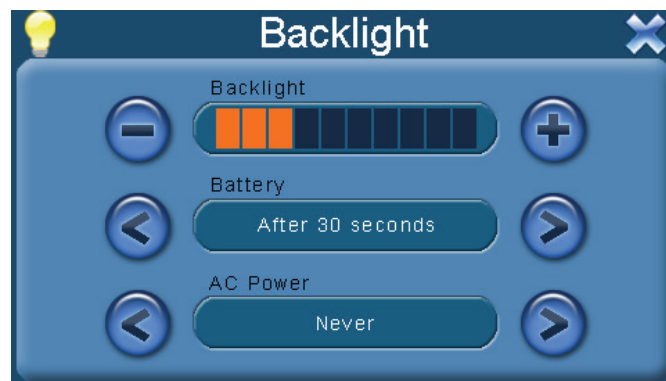 Backlight
Backlight
Battery
After 30 seconds
AC Power
Never